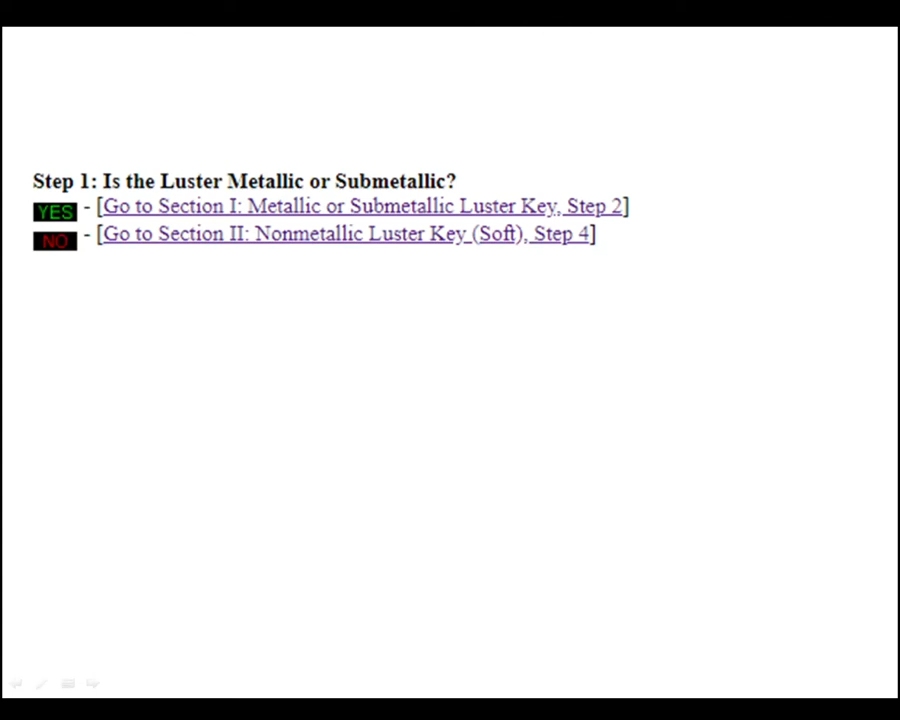 Step 1: Is the Luster Metallic or Submetallic?
YES - [Go to Section I: Metallic or Submetallic Luster Key, Step 2]
NO - [Go to Section II: Nonmetallic Luster Key (Soft), Step 4]